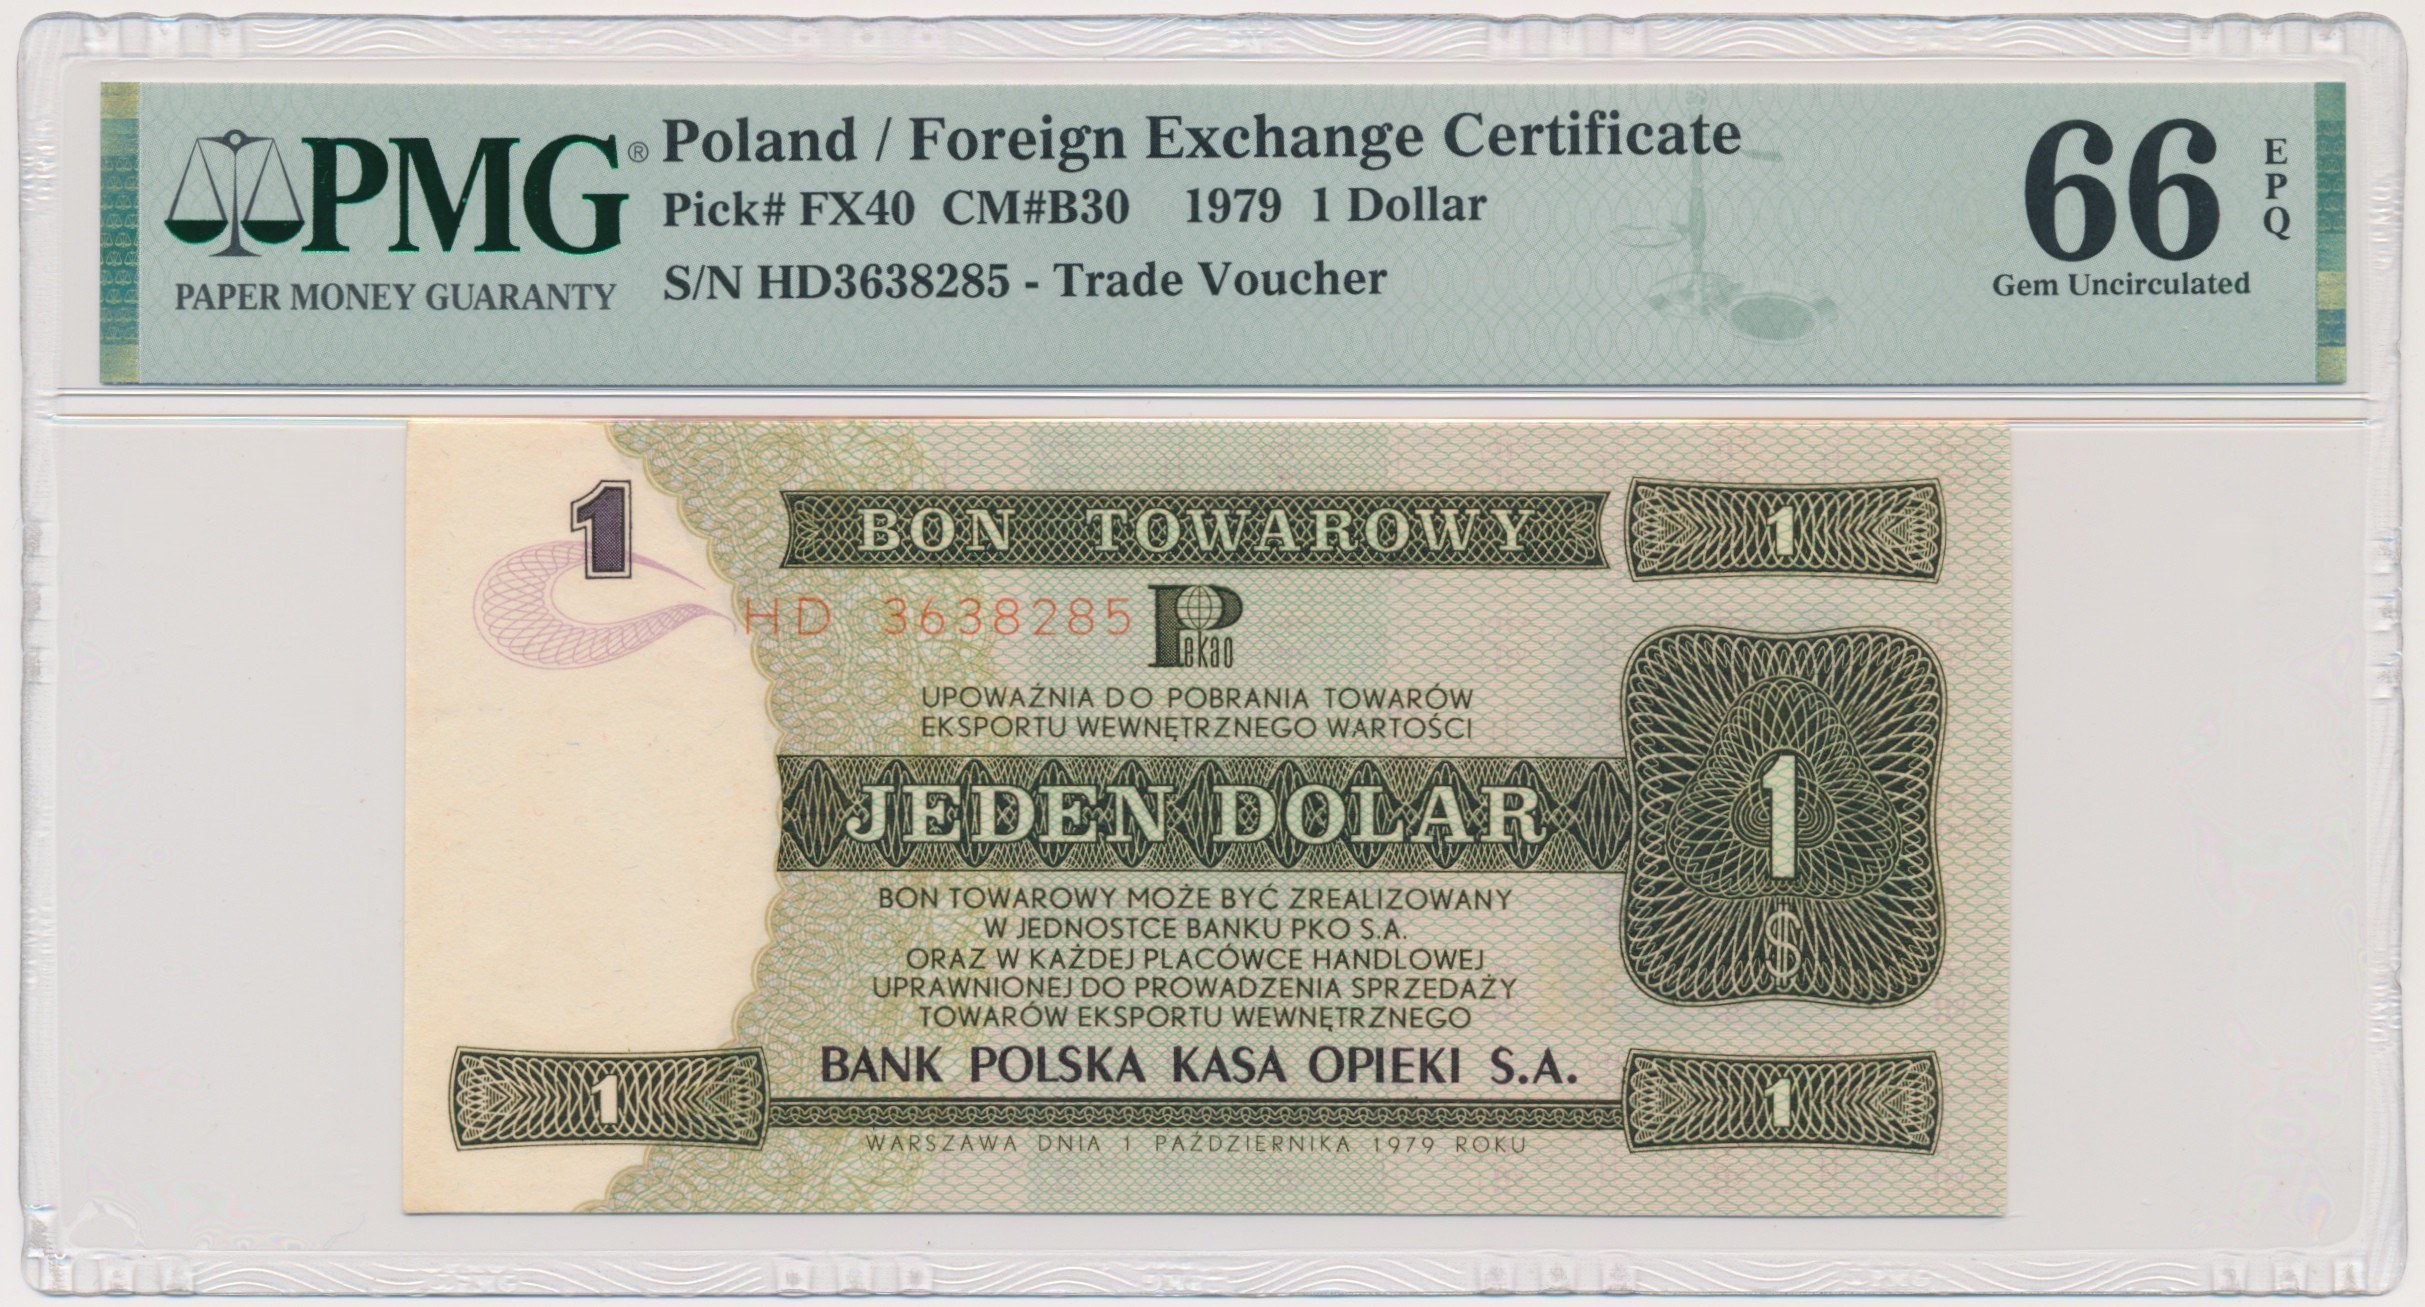 PMG®
PAPER MONEY GUARANTY
Poland / Foreign Exchange Certificate
Pick# FX40 CM#B30 1979 1 Dollar
S/N HD3638285 - Trade Voucher
66
EPQ
Gem Uncirculated
1
BON TOWAROWY
1
HD 3638285
Pekao
UPOWAŻNIA DO POBRANIA TOWARÓW
EKSPORTU WEWNĘTRZNEGO WARTOŚCI
JEDEN DOLAR
1
$
BON TOWAROWY MOŻE BYĆ ZREALIZOWANY
W JEDNOSTCE BANKU PKO S.A.
ORAZ W KAŻDEJ PLACÓWCE HANDLOWEJ
UPRAWNIONEJ DO PROWADZENIA SPRZEDAŻY
TOWARÓW EKSPORTU WEWNĘTRZNEGO
BANK POLSKA KASA OPIEKI S.A.
1
1
WARSZAWA DNIA 1 PAŹDZIERNIKA 1979 ROKU